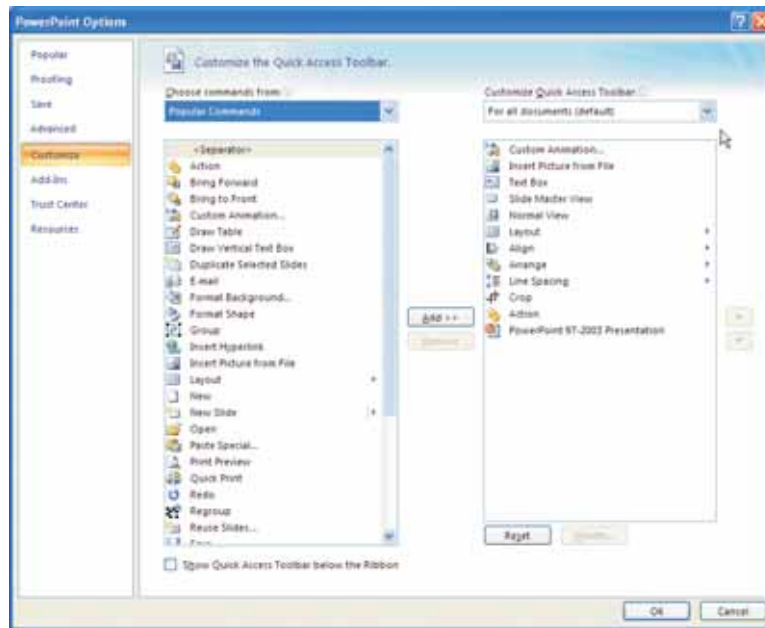 PowerPoint Options
Popular
Proofing
Save
Advanced
Customize
Add-Ins
Trust Center
Resources
Customize the Quick Access Toolbar.
Choose commands from:
Popular Commands
<Separator>
Action
Bring Forward
Bring to Front
Custom Animation...
Draw Table
Draw Vertical Text Box
Duplicate Selected Slides
E-mail
Format Background...
Format Shape
Group
Insert Hyperlink
Insert Picture from File
Layout
New
New Slide
Open
Paste Special...
Print Preview
Quick Print
Redo
Regroup
Reuse Slides...
Show Quick Access Toolbar below the Ribbon
Add >>
Remove
Customize Quick Access Toolbar:
For all documents (default)
Custom Animation...
Insert Picture from File
Text Box
Slide Master View
Normal View
Layout
Align
Arrange
Line Spacing
Crop
Action
PowerPoint 97-2003 Presentation
Reset
OK
Cancel